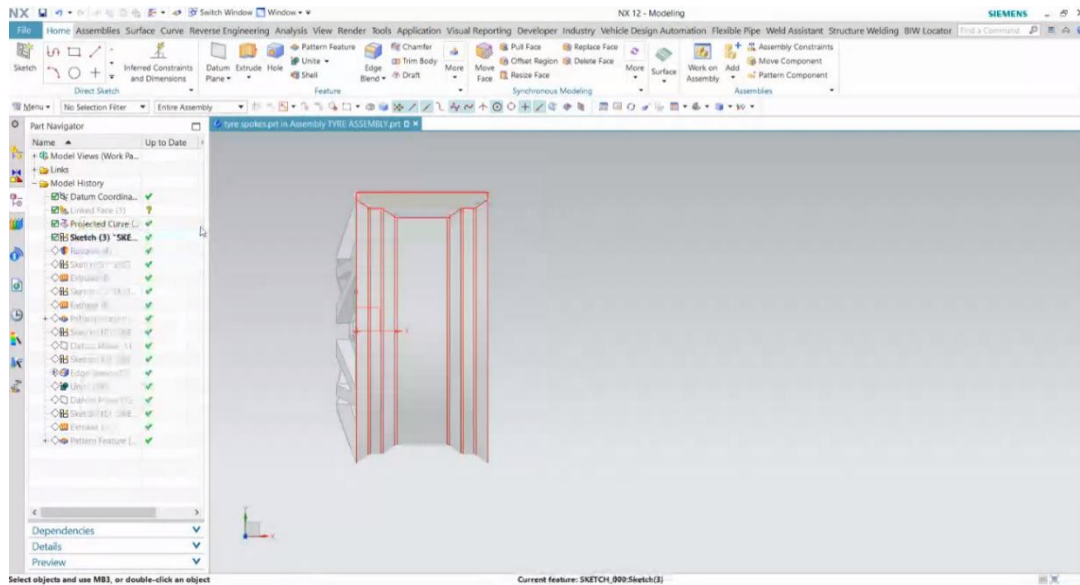 NX Switch Window Window NX 12 - Modeling SIEMENS
File Home Assemblies Surface Curve Reverse Engineering Analysis View Render Tools Application Visual Reporting Developer Industry Vehicle Design Automation Flexible Pipe Weld Assistant Structure Welding BIW Locator Find a Command
Pattern Feature Chamfer Pull Face Replace Face Assembly Constraints
Unite Trim Body Offset Region Delete Face Move Component
Shell Draft Resize Face Pattern Component
Sketch Inferred Constraints and Dimensions Datum Plane Extrude Hole Edge Blend More Move Face More Surface Work on Assembly Add
Direct Sketch Feature Synchronous Modeling Assemblies
Menu No Selection Filter Entire Assembly
Part Navigator
tyre spokes.prt in Assembly TYRE ASSEMBLY.prt
Name Up to Date
Model Views (Work Pa...
Links
Model History
Datum Coordina...
Linked Face (1)
Projected Curve (...
Sketch (3) "SKE...
Pattern Feature (...
Dependencies
Details
Preview
Select objects and use MB3, or double-click an object
Current feature: SKETCH_000:Sketch(3)